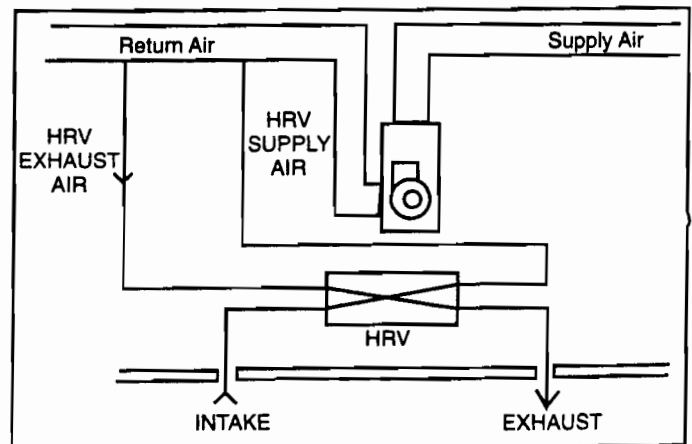 Return Air
Supply Air
HRV
EXHAUST
AIR
HRV
SUPPLY
AIR
HRV
INTAKE
EXHAUST